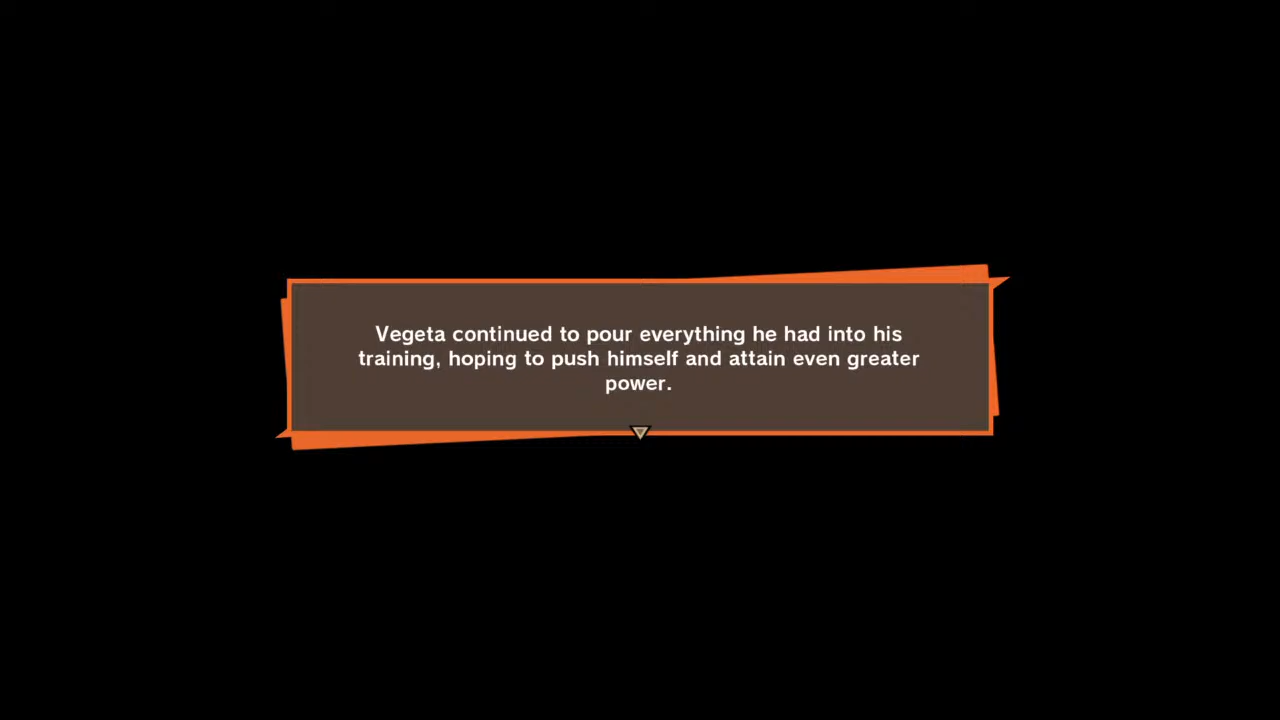 Vegeta continued to pour everything he had into his
training, hoping to push himself and attain even greater
power.